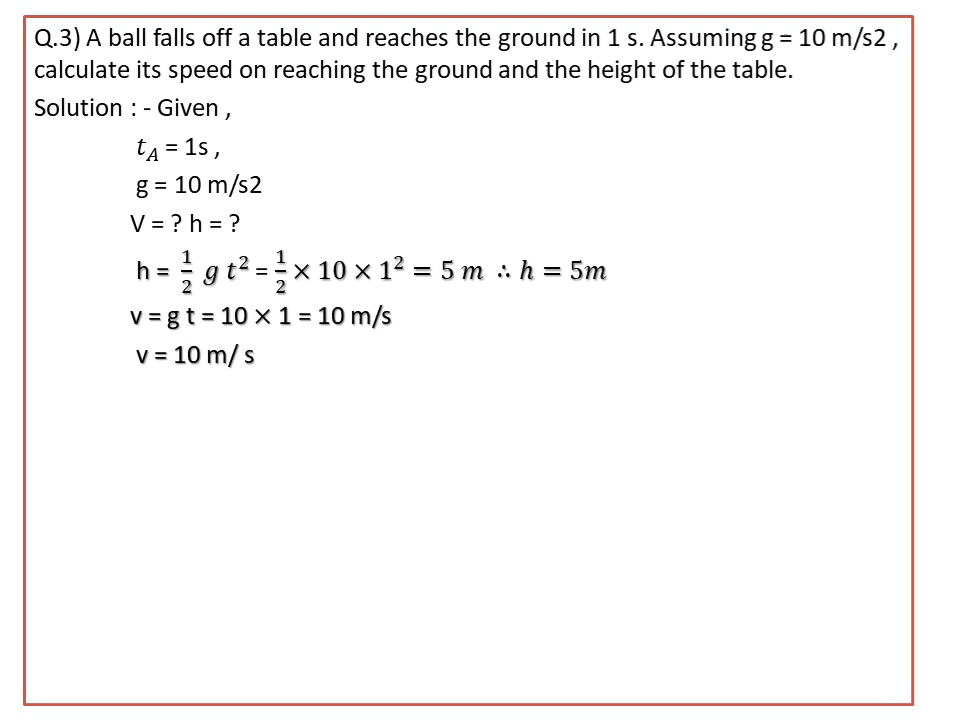 Q.3) A ball falls off a table and reaches the ground in 1 s. Assuming g = 10 m/s2 ,
calculate its speed on reaching the ground and the height of the table.
Solution : - Given ,
t_A = 1s ,
g = 10 m/s2
V = ? h = ?
h = 1/2 g t² = 1/2 × 10 × 1² = 5 m ∴ h = 5m
v = g t = 10 × 1 = 10 m/s
v = 10 m/ s